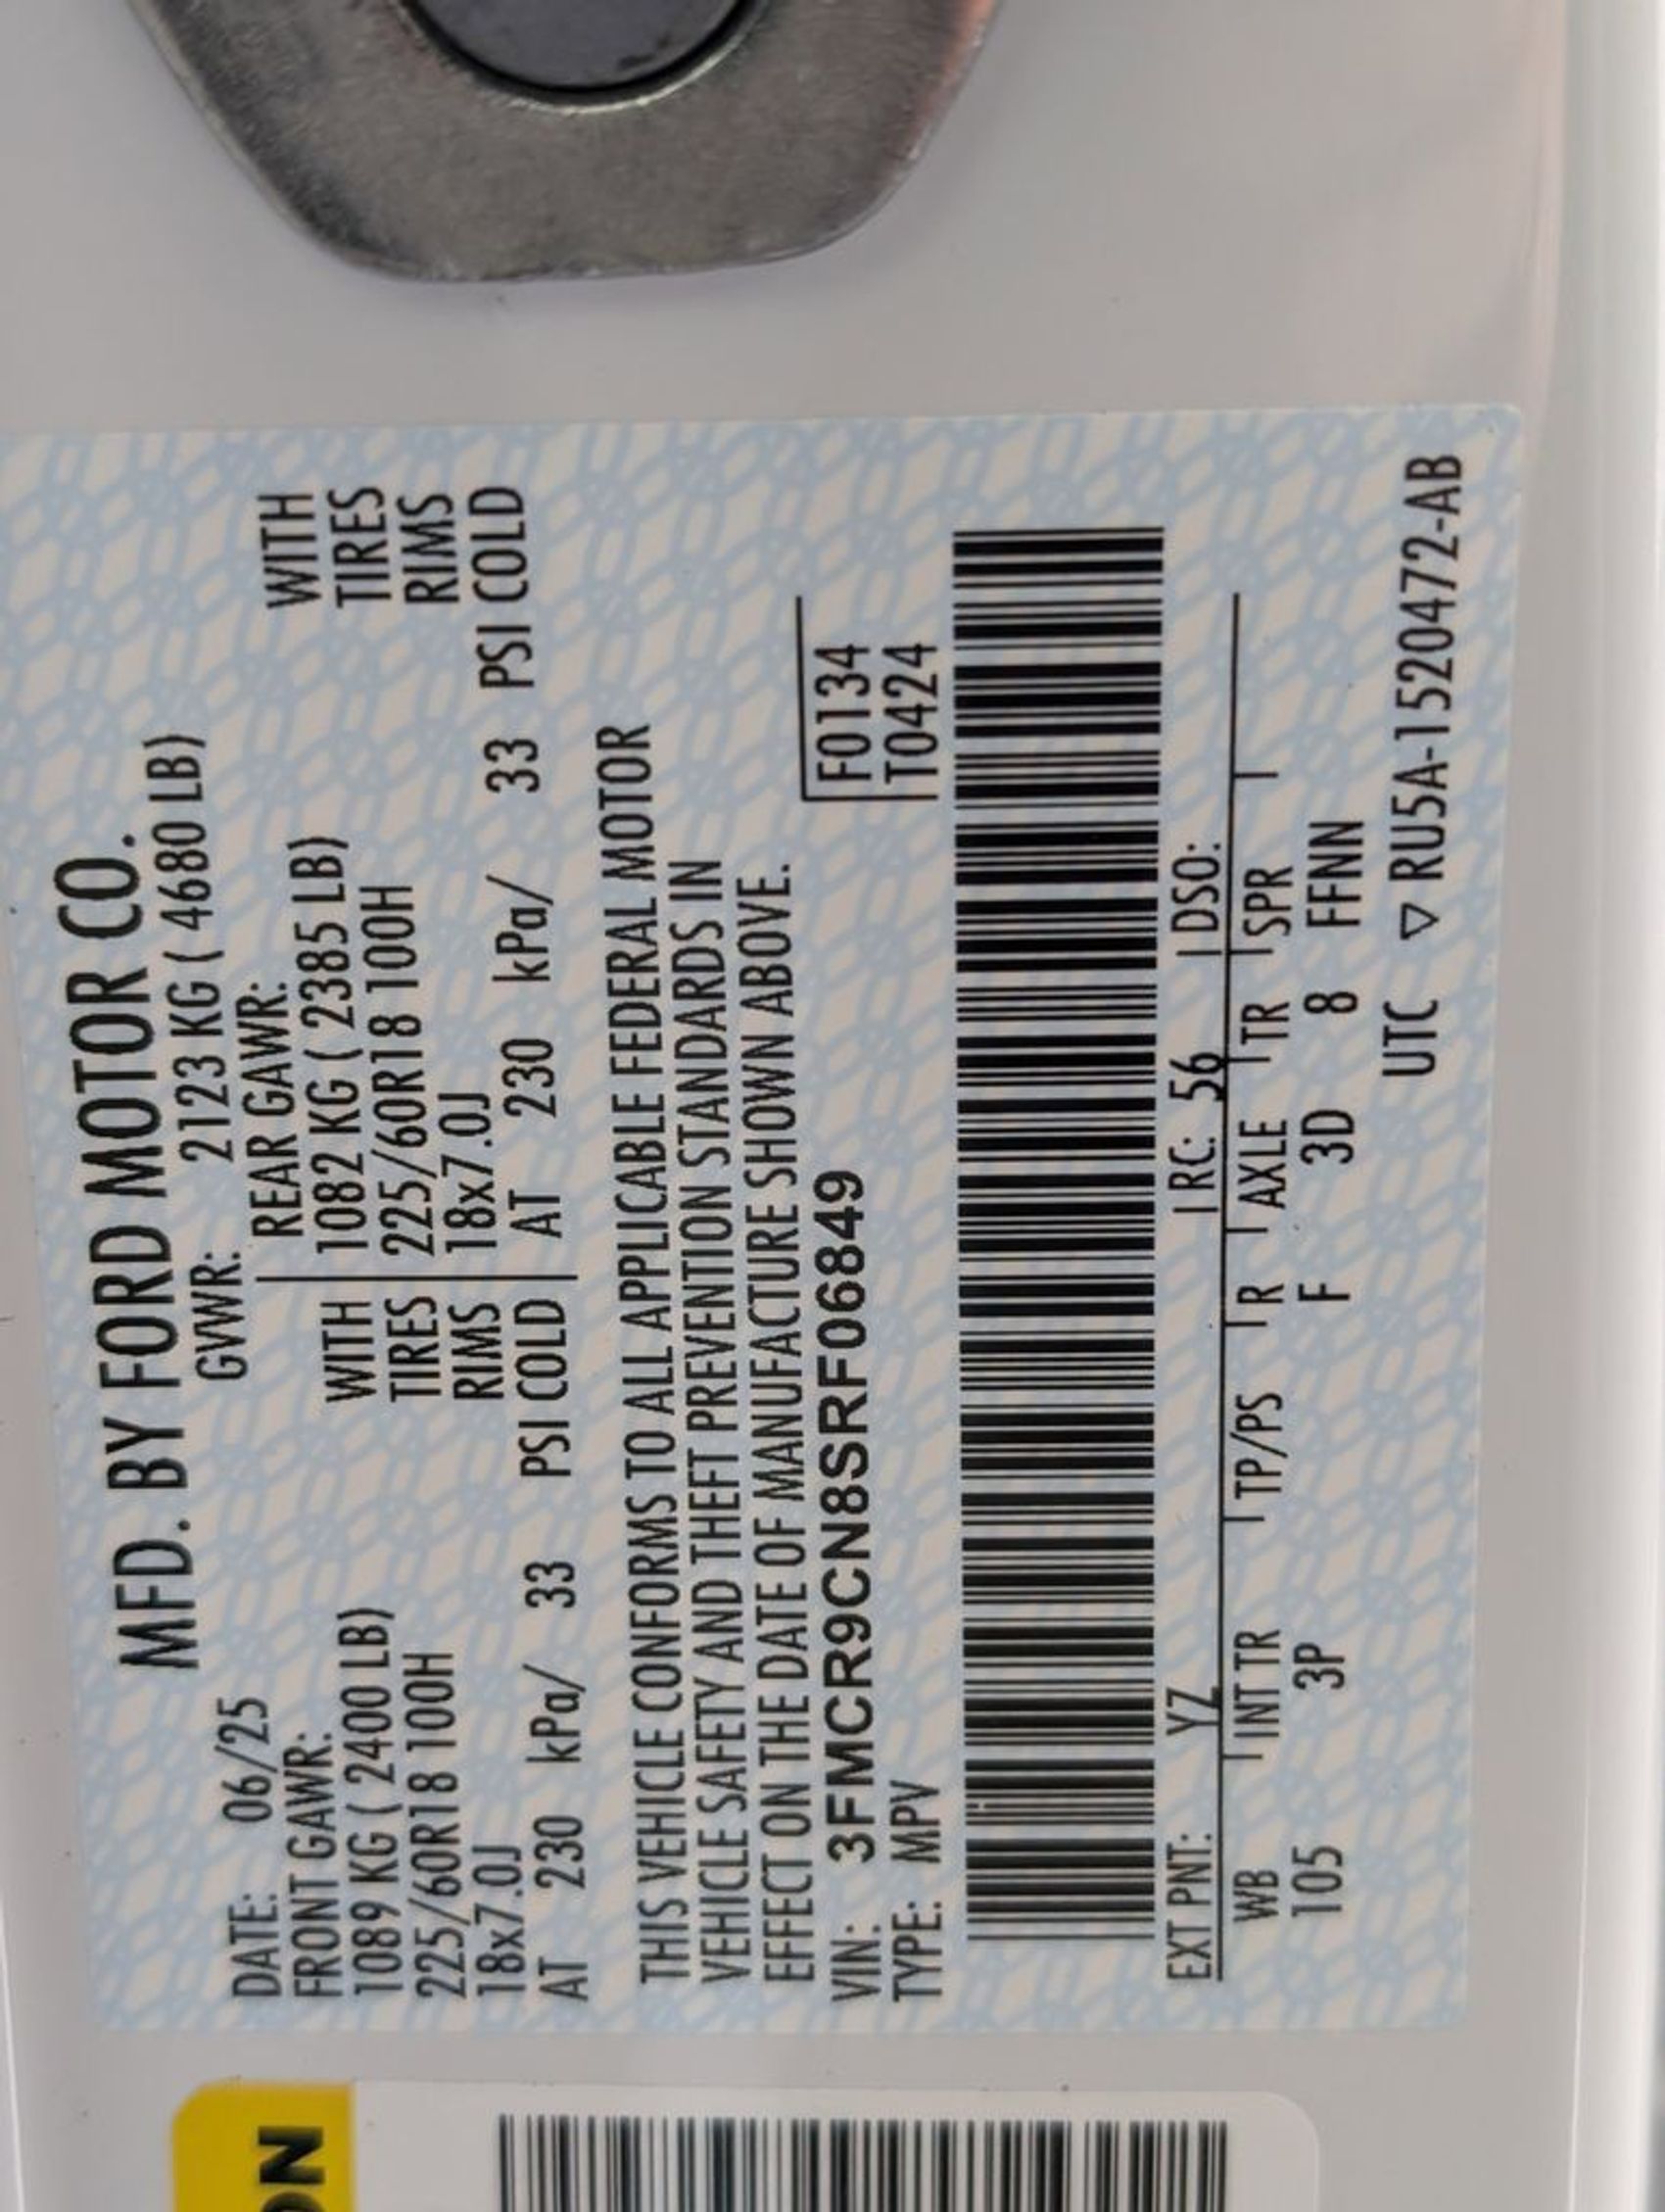 MFD. BY FORD MOTOR CO.
DATE: 06/25 GVWR: 2123 KG ( 4680 LB)
FRONT GAWR: REAR GAWR:
1089 KG ( 2400 LB) WITH 1082 KG ( 2385 LB) WITH
225/60R18 100H TIRES 225/60R18 100H TIRES
18x7.0J RIMS 18x7.0J RIMS
AT 230 kPa/ 33 PSI COLD AT 230 kPa/ 33 PSI COLD
THIS VEHICLE CONFORMS TO ALL APPLICABLE FEDERAL MOTOR
VEHICLE SAFETY AND THEFT PREVENTION STANDARDS IN
EFFECT ON THE DATE OF MANUFACTURE SHOWN ABOVE.
VIN: 3FMCR9CN8SRF06849 F0134
TYPE: MPV T0424
EXT PNT: YZ RC: 56 DSO:
WB INT TR TP/PS R AXLE TR SPR
105 3P F 3D 8 8 FFNN
UTC ▽ RU5A-1520472-AB
ON